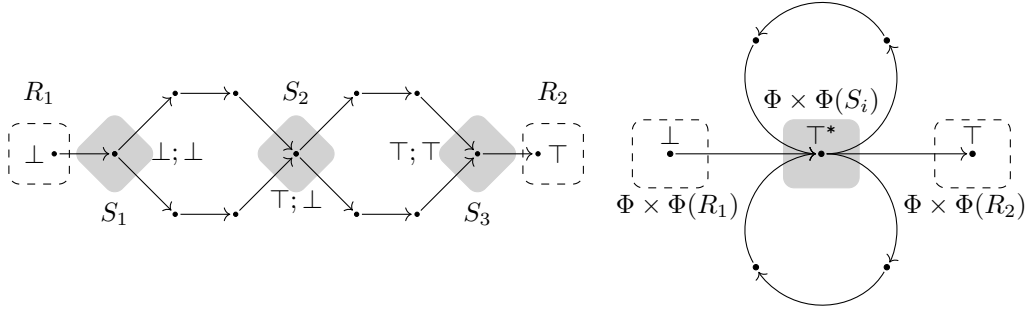 R₁
S₂
R₂
⊥
⊥; ⊥
⊤; ⊤
⊤
S₁
⊤; ⊥
S₃
Φ × Φ(Sᵢ)
⊥
⊤*
⊤
Φ × Φ(R₁)
Φ × Φ(R₂)